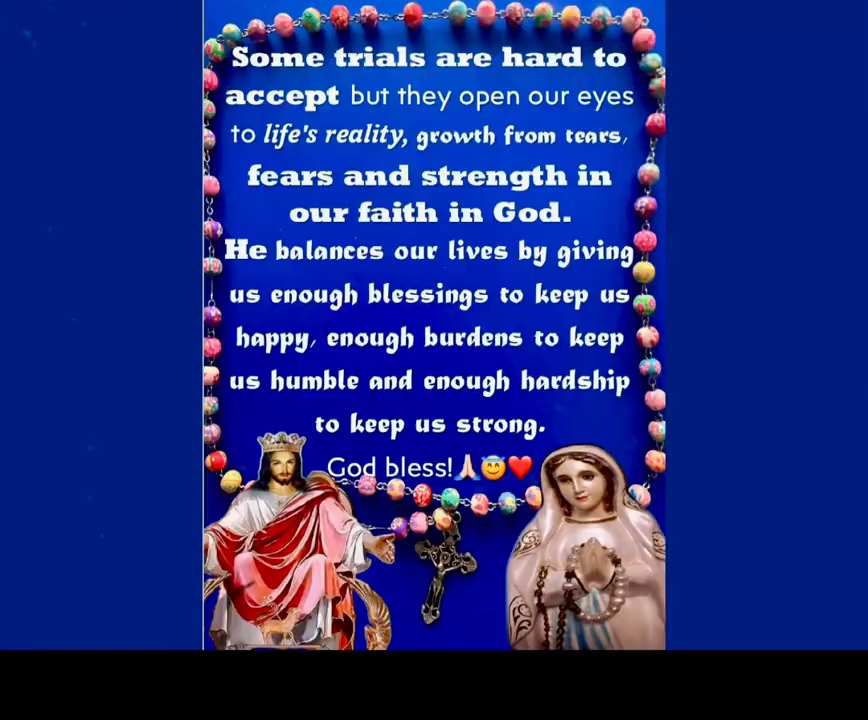 Some trials are hard to
accept but they open our eyes
to life's reality, growth from tears,
fears and strength in
our faith in God.
He balances our lives by giving
us enough blessings to keep us
happy, enough burdens to keep
us humble and enough hardship
to keep us strong.
God bless!🙏🏻😇❤️